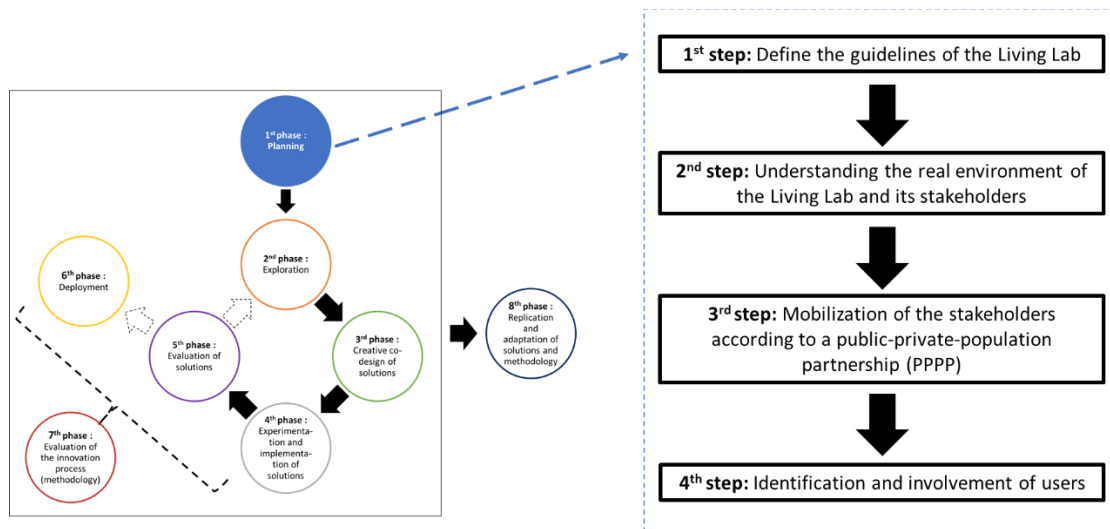 1st phase :
Planning
2nd phase :
Exploration
3rd phase :
Creative co-
design of
solutions
4th phase :
Experimenta-
tion and
implementa-
tion of
solutions
5th phase :
Evaluation of
solutions
6th phase :
Deployment
7th phase :
Evaluation of
the innovation
process
(methodology)
8th phase :
Replication
and
adaptation of
solutions and
methodology
1st step: Define the guidelines of the Living Lab
2nd step: Understanding the real environment of
the Living Lab and its stakeholders
3rd step: Mobilization of the stakeholders
according to a public-private-population
partnership (PPPP)
4th step: Identification and involvement of users